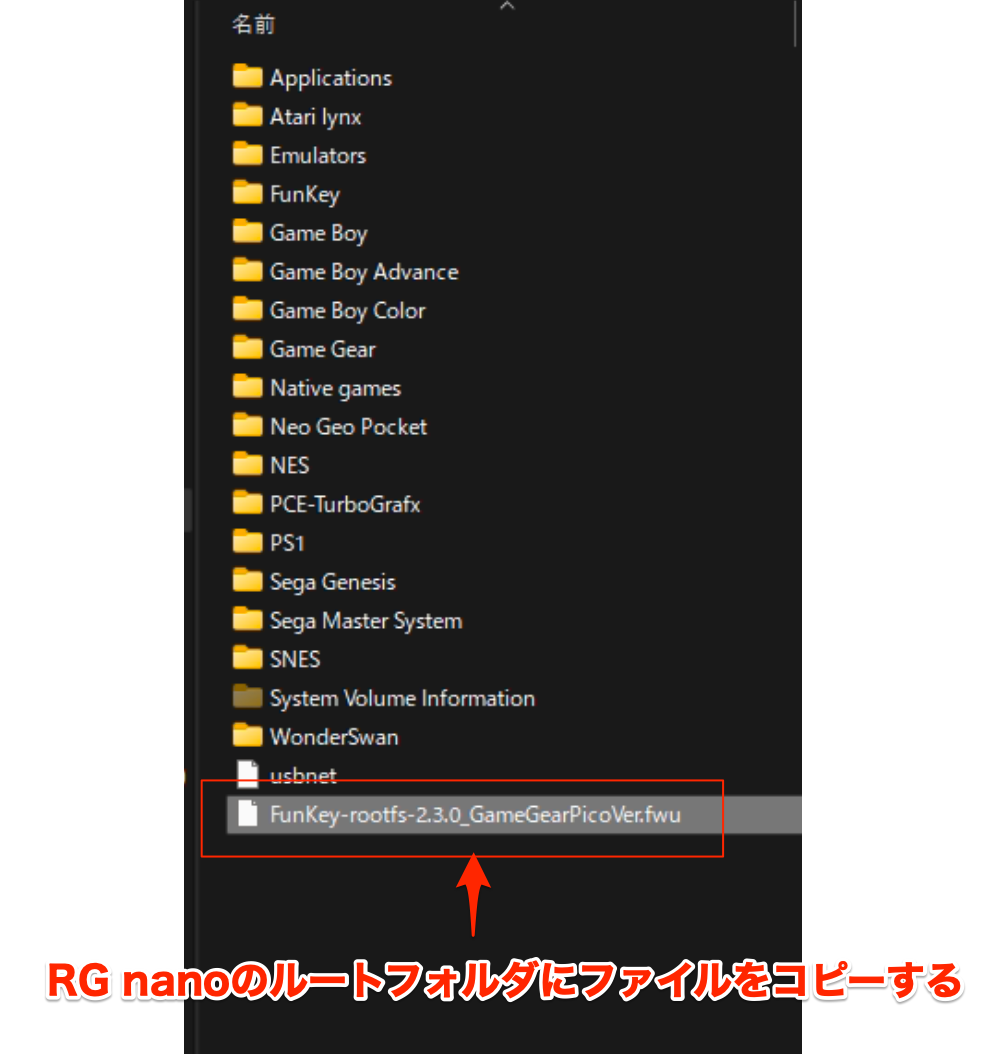 名前
Applications
Atari lynx
Emulators
FunKey
Game Boy
Game Boy Advance
Game Boy Color
Game Gear
Native games
Neo Geo Pocket
NES
PCE-TurboGrafx
PS1
Sega Genesis
Sega Master System
SNES
System Volume Information
WonderSwan
usbnet
FunKey-rootfs-2.3.0_GameGearPicoVer.fwu
RG nanoのルートフォルダにファイルをコピーする